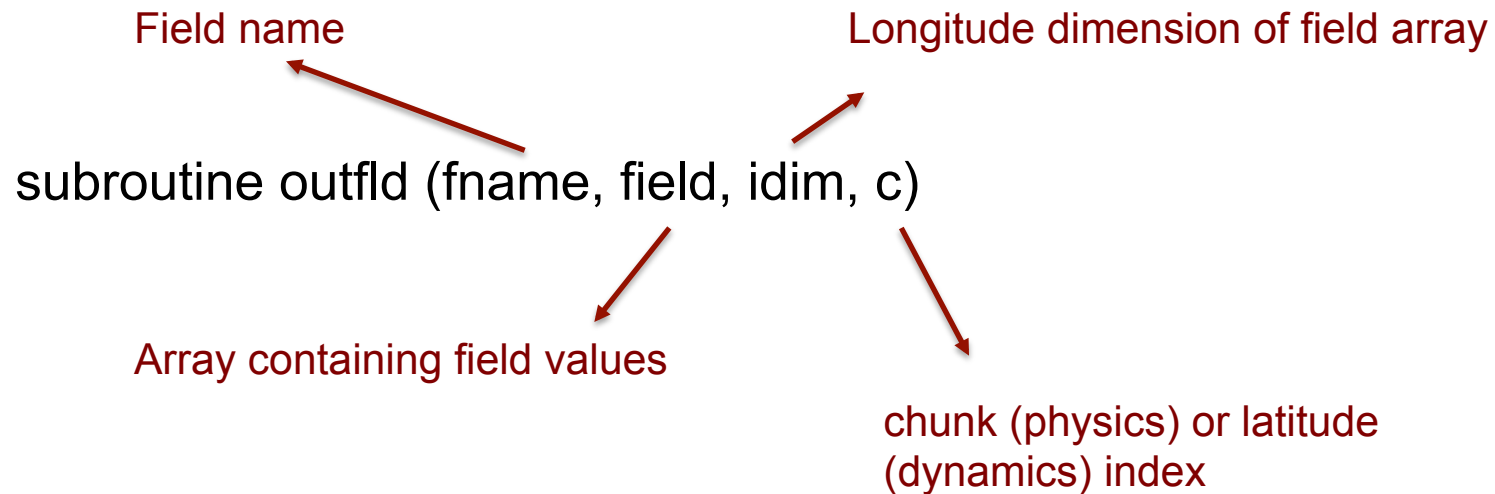 Field name
Longitude dimension of field array
subroutine outfld (fname, field, idim, c)
Array containing field values
chunk (physics) or latitude
(dynamics) index